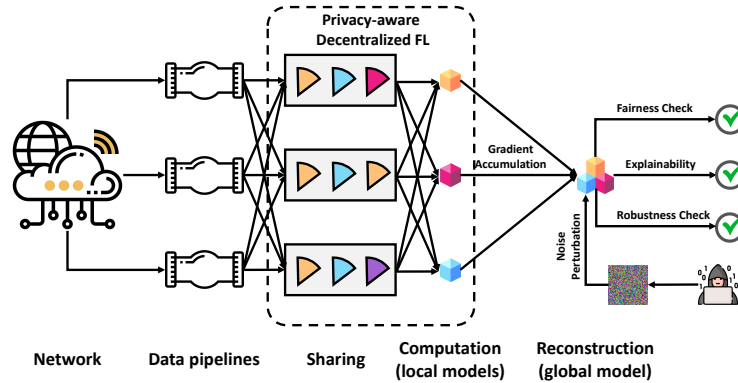 Privacy-aware
Decentralized FL
Gradient
Accumulation
Fairness Check
Explainability
Robustness Check
Noise
Perturbation
Network
Data pipelines
Sharing
Computation
(local models)
Reconstruction
(global model)